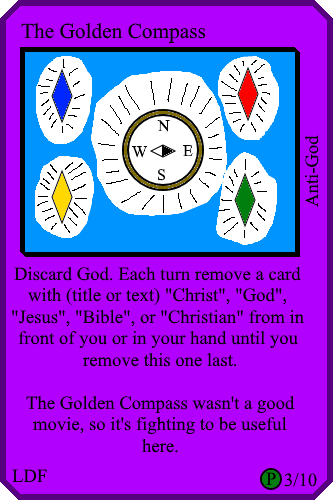 The Golden Compass
N
W E
S
Anti-God
Discard God. Each turn remove a card
with (title or text) "Christ", "God",
"Jesus", "Bible", or "Christian" from in
front of you or in your hand until you
remove this one last.
The Golden Compass wasn't a good
movie, so it's fighting to be useful
here.
LDF
P 3/10